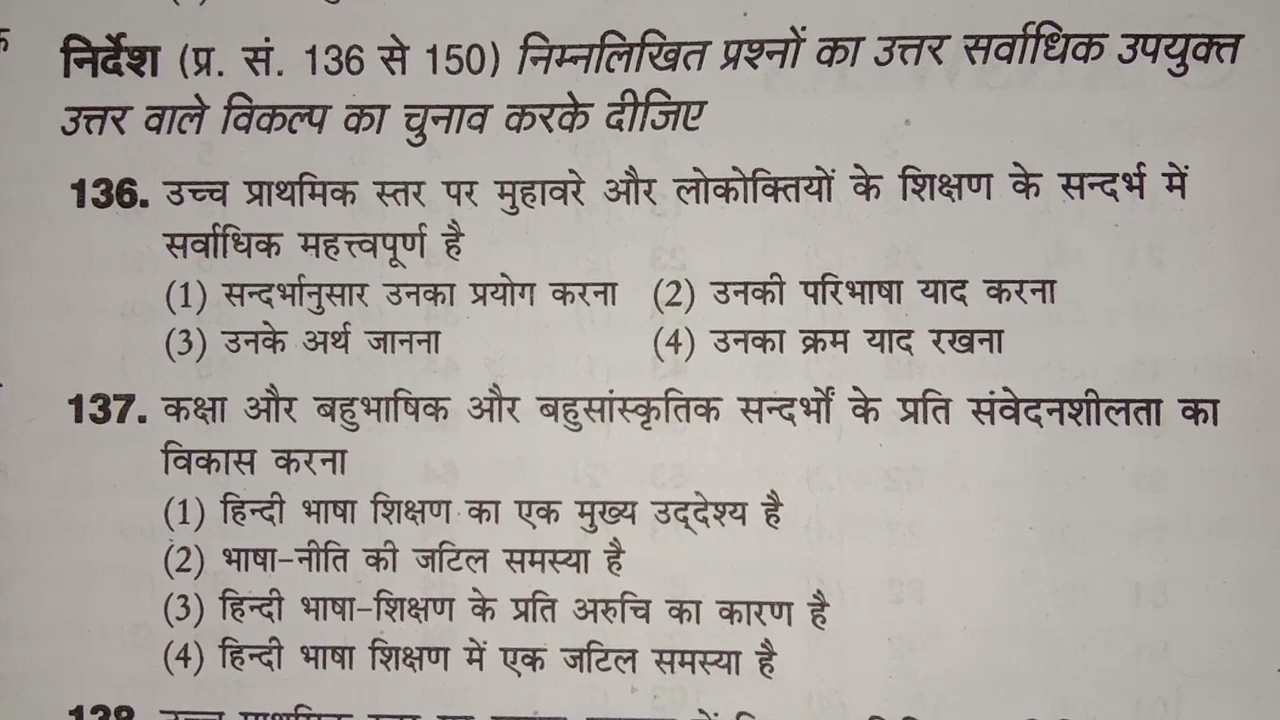 निर्देश (प्र. सं. 136 से 150) निम्नलिखित प्रश्नों का उत्तर सर्वाधिक उपयुक्त
उत्तर वाले विकल्प का चुनाव करके दीजिए
136. उच्च प्राथमिक स्तर पर मुहावरे और लोकोक्तियों के शिक्षण के सन्दर्भ में
सर्वाधिक महत्त्वपूर्ण है
(1) सन्दर्भानुसार उनका प्रयोग करना (2) उनकी परिभाषा याद करना
(3) उनके अर्थ जानना (4) उनका क्रम याद रखना
137. कक्षा और बहुभाषिक और बहुसांस्कृतिक सन्दर्भों के प्रति संवेदनशीलता का
विकास करना
(1) हिन्दी भाषा शिक्षण का एक मुख्य उद्देश्य है
(2) भाषा-नीति की जटिल समस्या है
(3) हिन्दी भाषा-शिक्षण के प्रति अरुचि का कारण है
(4) हिन्दी भाषा शिक्षण में एक जटिल समस्या है
138.